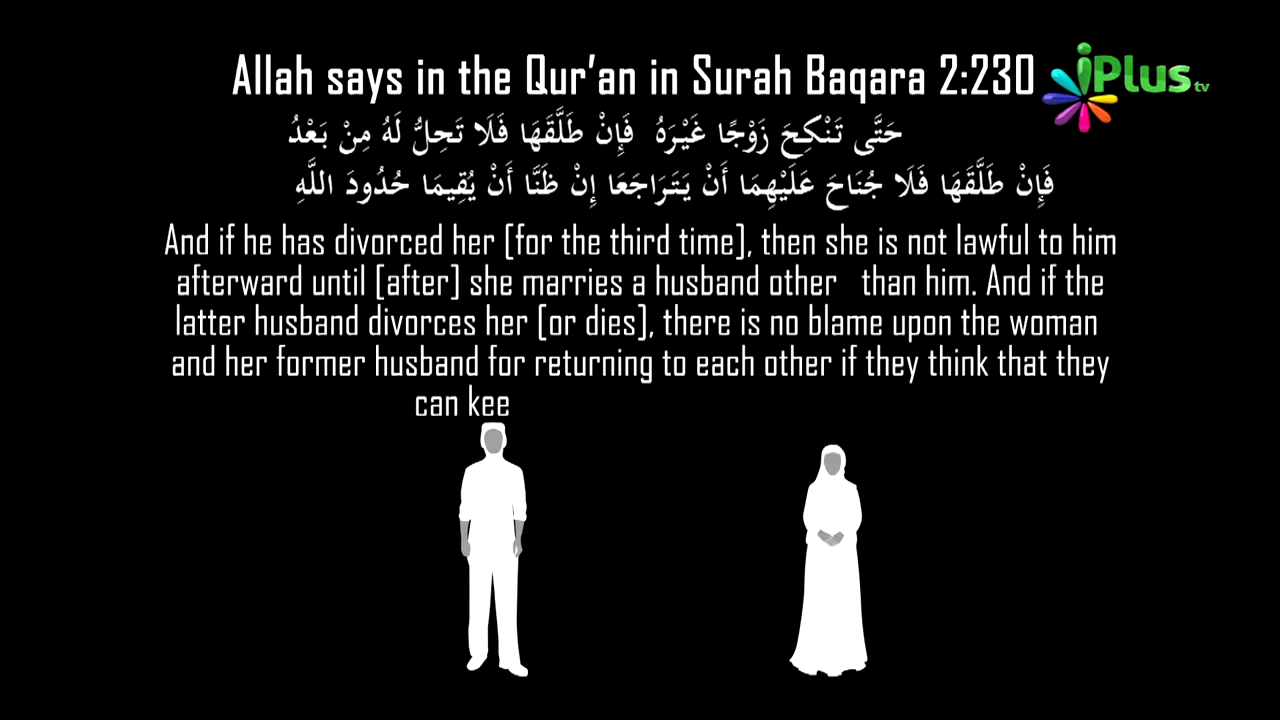 Allah says in the Qur’an in Surah Baqara 2:230
iPlus tv
حَتَّى تَنْكِحَ زَوْجًا غَيْرَهُ فَإِنْ طَلَّقَهَا فَلَا تَحِلُّ لَهُ مِنْ بَعْدُ
فَإِنْ طَلَّقَهَا فَلَا جُنَاحَ عَلَيْهِمَا أَنْ يَتَرَاجَعَا إِنْ ظَنَّا أَنْ يُقِيمَا حُدُودَ اللَّهِ
And if he has divorced her [for the third time], then she is not lawful to him
afterward until [after] she marries a husband other than him. And if the
latter husband divorces her [or dies], there is no blame upon the woman
and her former husband for returning to each other if they think that they
can kee